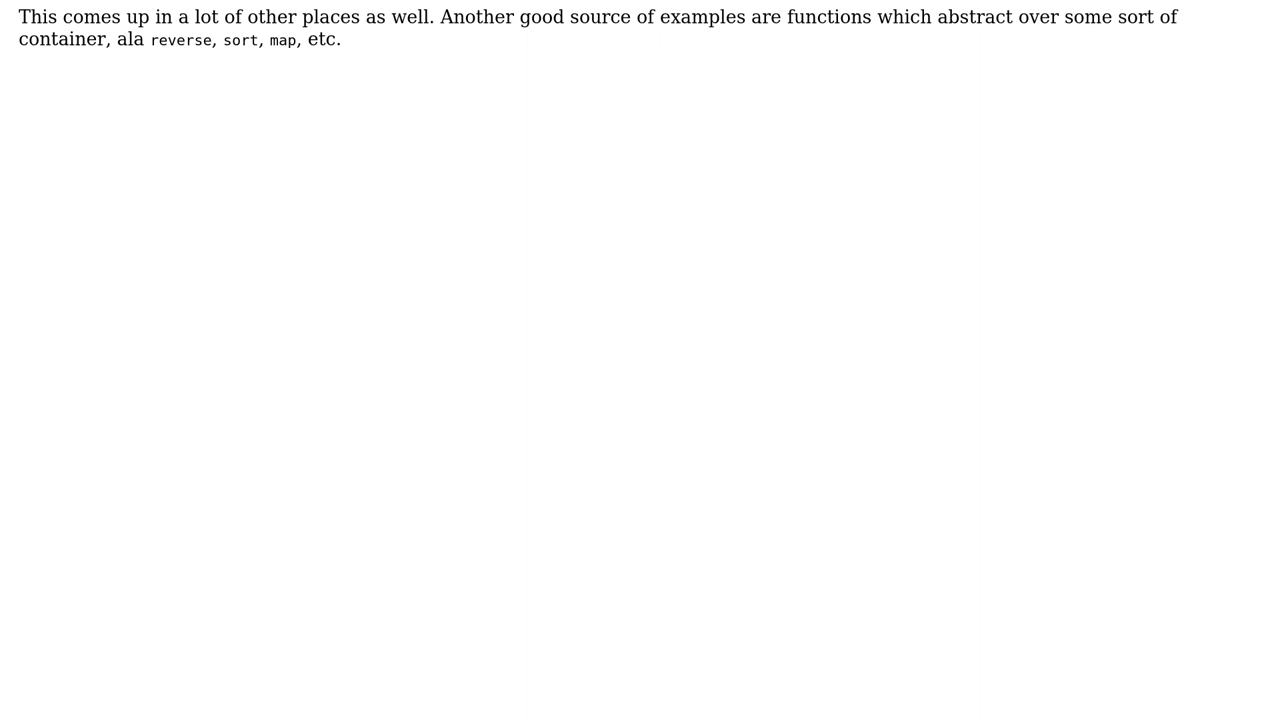 This comes up in a lot of other places as well. Another good source of examples are functions which abstract over some sort of
container, ala reverse, sort, map, etc.